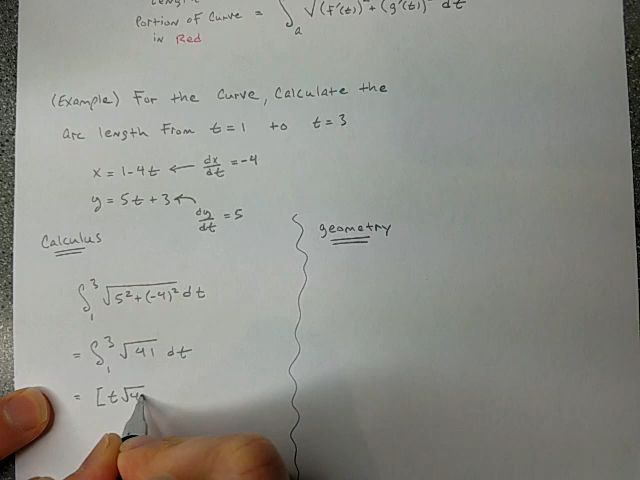 Portion of Curve = ∫ₐ √(f'(t))² + (g'(t))² dt
in Red
(Example) For the curve, Calculate the
arc length From t=1 to t=3
x = 1-4t ← dx/dt = -4
y = 5t+3 ← dy/dt = 5
Calculus
∫₁³ √(5²+(-4)²) dt
= ∫₁³ √41 dt
= [t√4
geometry